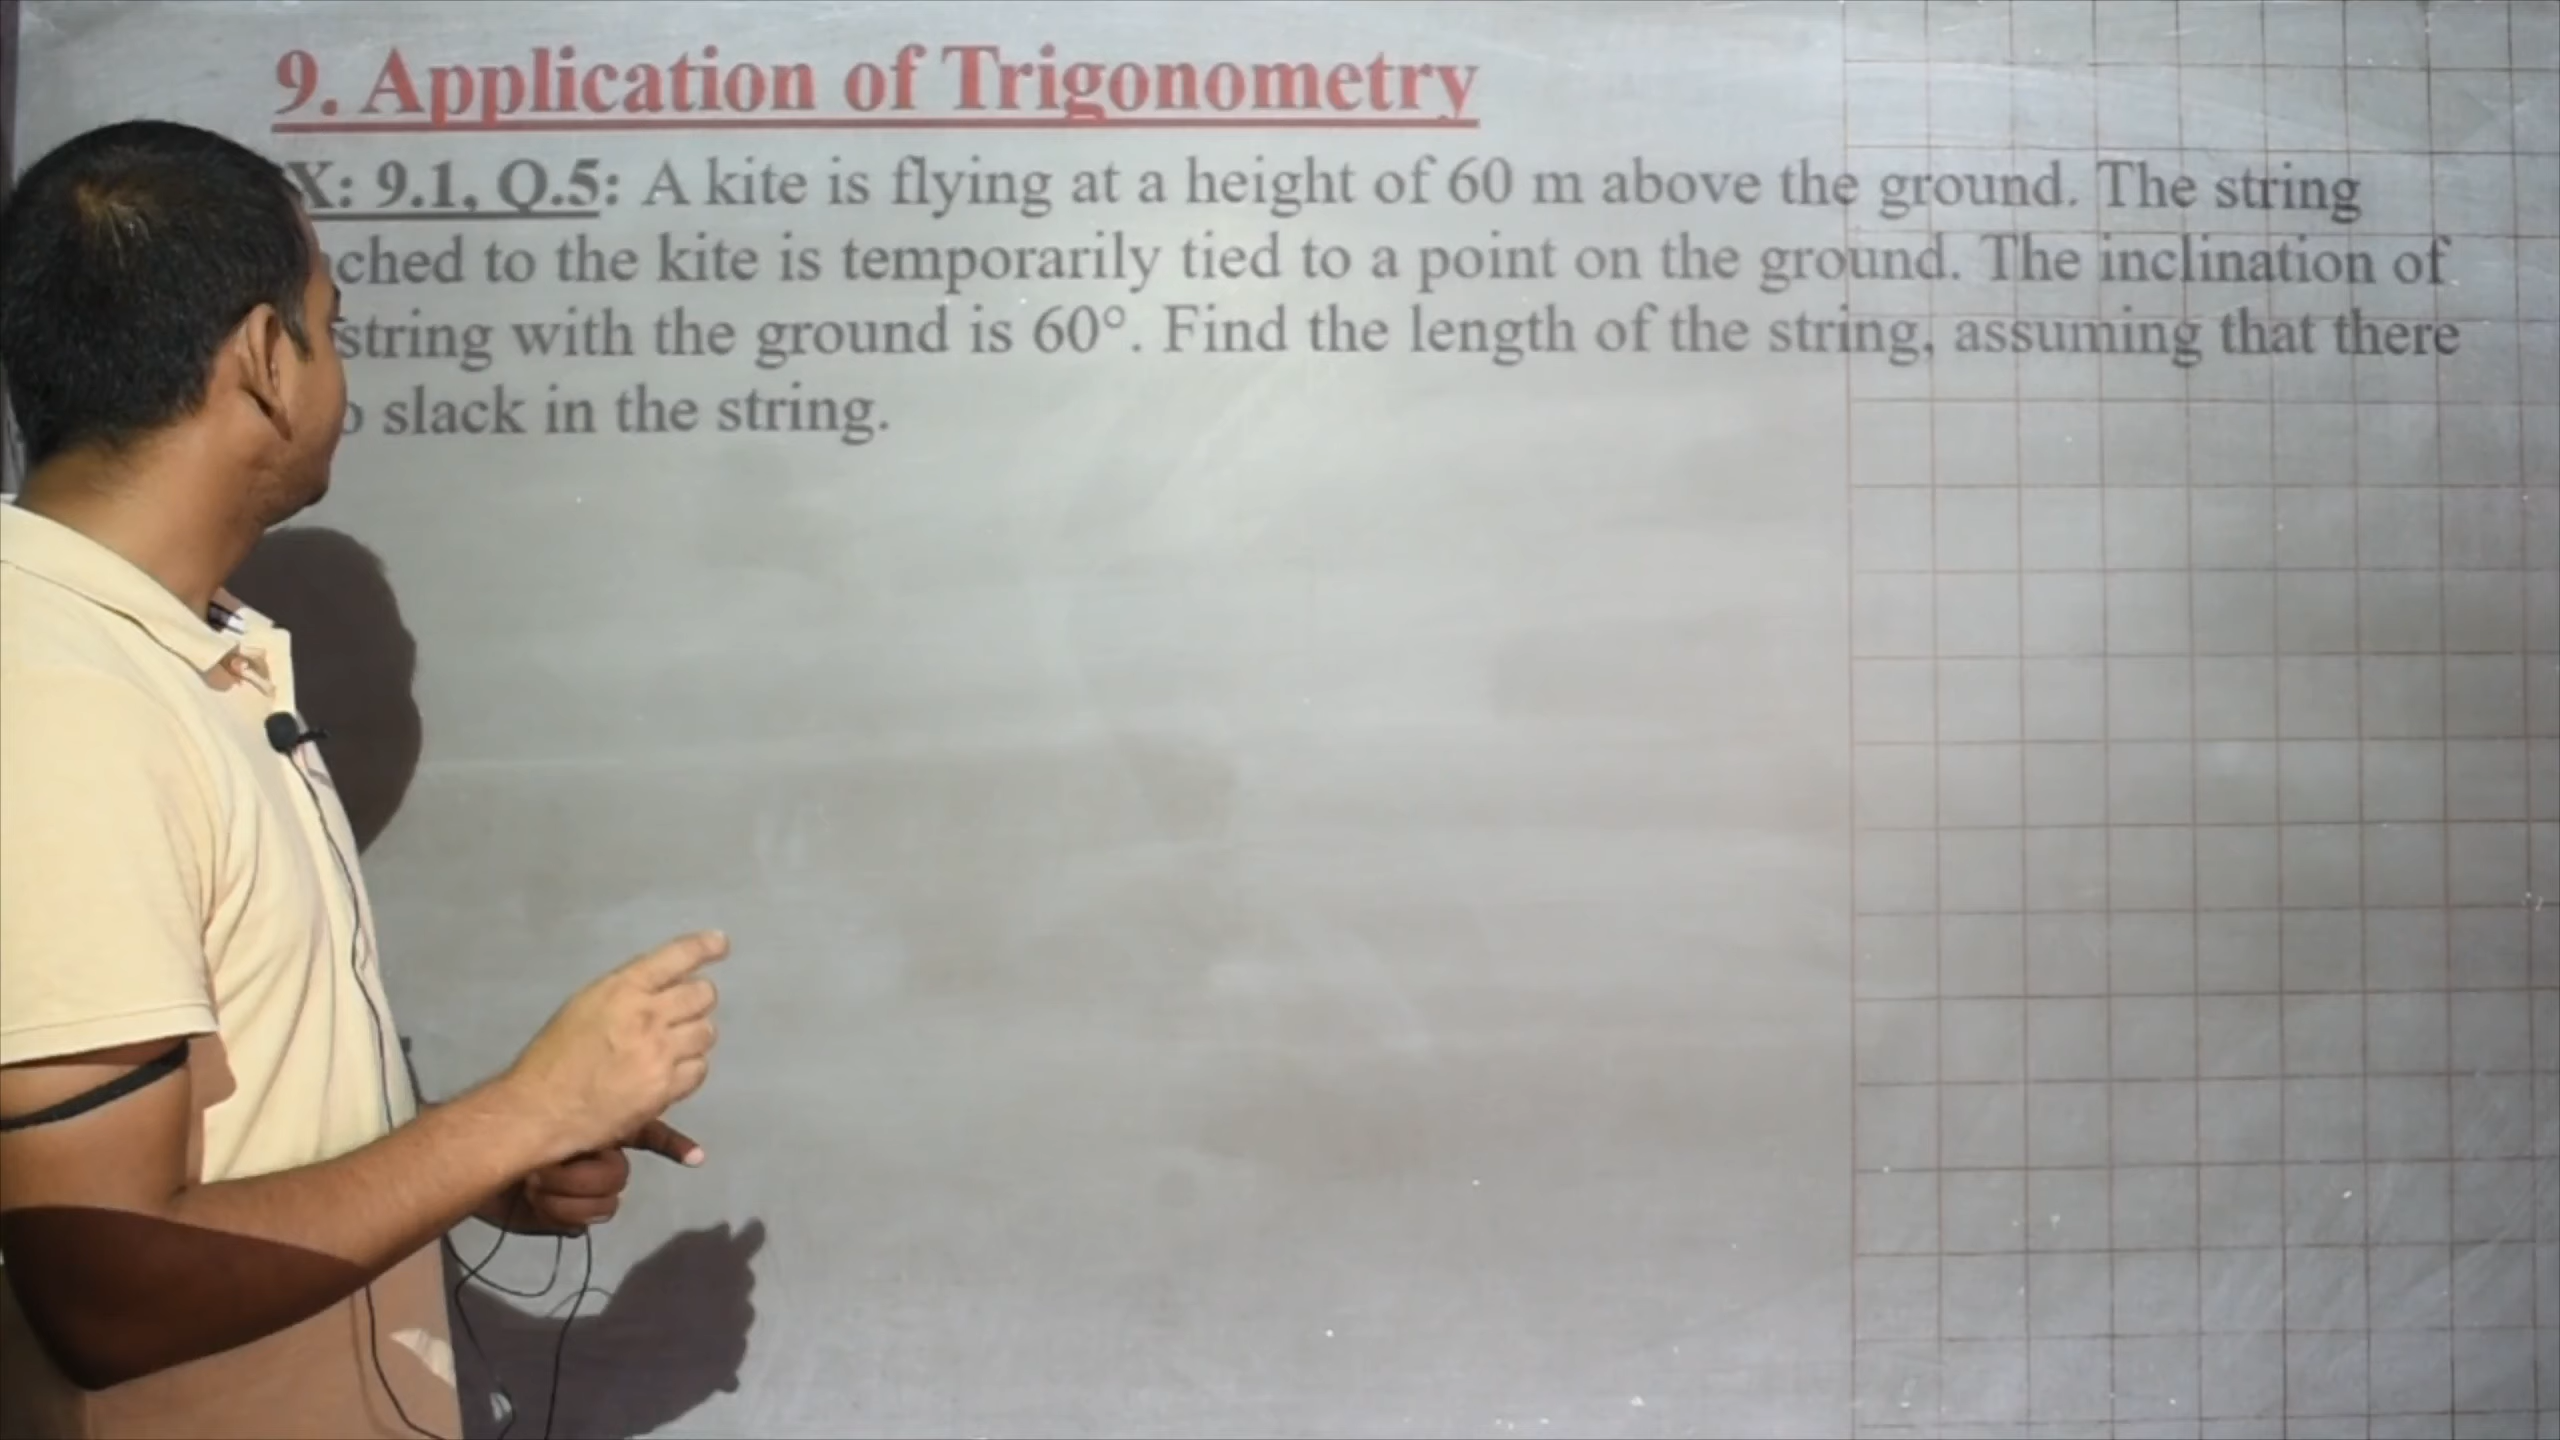 9. Application of Trigonometry
X: 9.1, Q.5: A kite is flying at a height of 60 m above the ground. The string
ched to the kite is temporarily tied to a point on the ground. The inclination of
string with the ground is 60°. Find the length of the string, assuming that there
slack in the string.